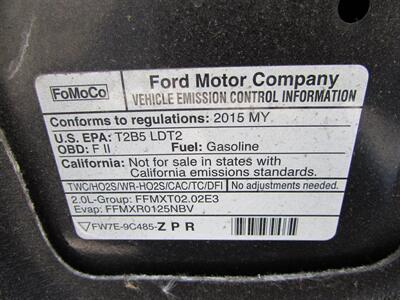 FoMoCo
Ford Motor Company
VEHICLE EMISSION CONTROL INFORMATION
Conforms to regulations: 2015 MY
U.S. EPA: T2B5 LDT2
OBD: F II Fuel: Gasoline
California: Not for sale in states with
California emissions standards.
TWC/HO2S/WR-HO2S/CAC/TC/DFI No adjustments needed.
2.0L-Group: FFMXT02.02E3
Evap: FFMXR0125NBV
FW7E-9C485-Z P R